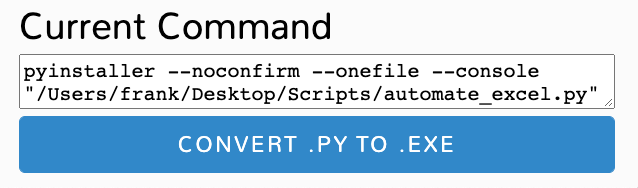 Current Command
pyinstaller --noconfirm --onefile --console
"/Users/frank/Desktop/Scripts/automate_excel.py"
CONVERT .PY TO .EXE